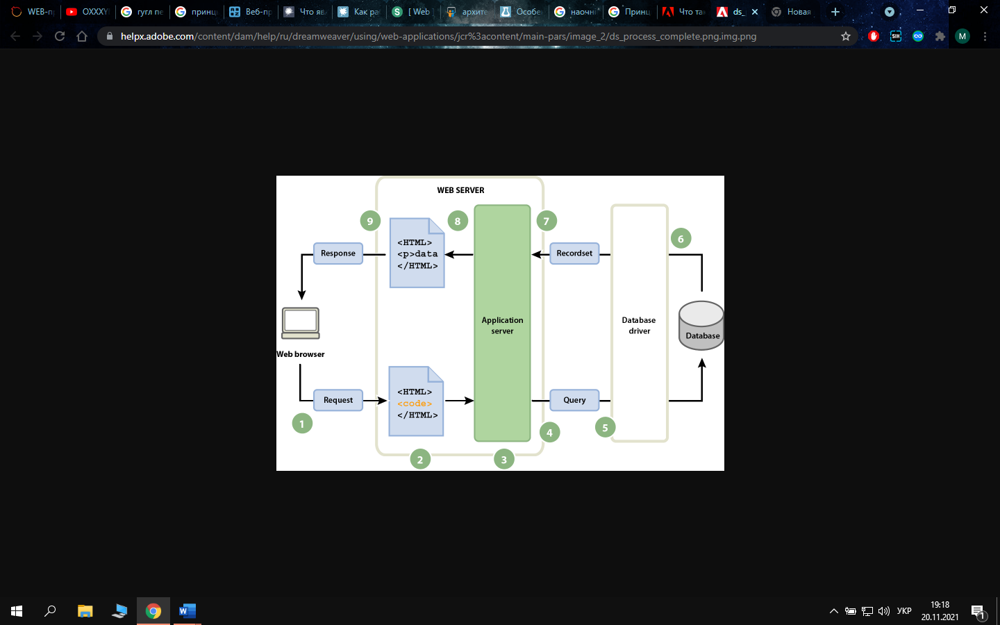 WEB-п
OXXXY
гугл пе
принц
Веб-пр
Что яв
Как ра
[ Web
архите
Особе
наочн
Принц
Что так
ds_
Новая
helpx.adobe.com/content/dam/help/ru/dreamweaver/using/web-applications/jcr%3acontent/main-pars/image_2/ds_process_complete.png.img.png
M
WEB SERVER
9
8
7
6
<HTML>
<p>data
</HTML>
Response
Recordset
Application
server
Database
driver
Database
Web browser
<HTML>
<code>
</HTML>
Request
Query
1
2
3
4
5
УКР
19:18
20.11.2021
1